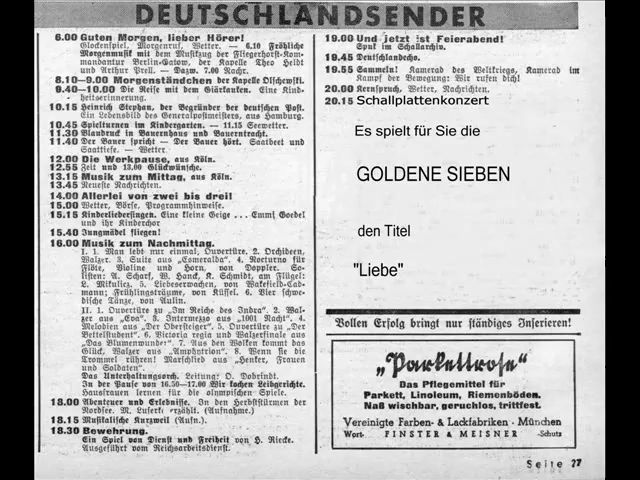 DEUTSCHLANDSENDER
6.00 Guten Morgen, lieber Hörer!
Glockenspiel, Morgenruf, Wetter. — 6.10 Fröhliche
Morgenmusik mit dem Musikzug der Fliegerhorst-Kom-
mandantur Berlin-Gatow, der Kapelle Theo Heldt
und Arthur Prell. — Dazw. 7.00 Nachr.
8.10—9.00 Morgenständchen der Kapelle Olschewski.
9.40—10.00 Die Reise mit dem Giärkauken. Eine Kind-
heitserinnerung.
10.15 Heinrich Stephan, der Begründer der deutschen Post.
Ein Lebensbild des Generalpostmeisters, aus Hamburg.
10.45 Spielturnen im Kindergarten. — 11.15 Seewetter.
11.30 Blaudruck in Bauernhaus und Bauerntracht.
11.40 Der Bauer spricht — Der Bauer hört. Saatbeet und
Saattiefe. — Wetter
12.00 Die Werkpause, aus Köln.
12.55 Zeit und 13.00 Glückwünsche.
13.15 Musik zum Mittag, aus Köln.
13.45 Neueste Nachrichten.
14.00 Allerlei von zwei bis drei!
15.00 Wetter, Börse, Programmhinweise.
15.15 Kinderliedersingen. Eine kleine Geige . . . Emmi Goedel
und ihr Kinderchor
15.40 Jungmädel fliegen!
16.00 Musik zum Nachmittag.
I. 1. Man lebt nur einmal, Ouvertüre. 2. Orchideen,
Walzer. 3. Suite aus „Esmeralda“. 4. Nocturno für
Flöte, Violine und Horn, von Doppler. So-
listen: A. Scharf, W. Hanck, K. Schmidt, am Flügel:
L. Mikulicz. 5. Liebeserwachen, von Wakefield-Cad-
mann; Frühlingsträume, von Küssel. 6. Vier schwe-
dische Tänze, von Aulin.
II. 1. Ouvertüre zu „Im Reiche des Indra“. 2. Wal-
zer aus „Eva“. 3. Intermezzo aus „1001 Nacht“. 4.
Melodien aus „Der Obersteiger“. 5. Ouvertüre zu „Der
Bettelstudent“. 6. Victoria regia und Walzerfinale aus
„Das Blumenwunder“. 7. Aus den Wolken kommt das
Glück, Walzer aus „Amphytrion“. 8. Wenn sie die
Trommel rühren! Marschlied aus „Henker, Frauen
und Soldaten“.
Das Unterhaltungsorch. Leitung: O. Dobrindt.
In der Pause von 16.50—17.00 Wir kochen Leibgerichte.
Hausfrauen lernen für die olympischen Spiele.
18.00 Abenteuer und Erlebnisse. In den Herbststürmen der
Nordsee. M. Luserke erzählt. (Aufnahme.)
18.15 Musikalische Kurzweil (Aufn.).
18.30 Bewehrung.
Ein Spiel von Dienst und Freiheit von H. Riecke.
Ausgeführt vom Reichsarbeitsdienst.
19.00 Und jetzt ist Feierabend!
Spuk im Schallarchiv.
19.45 Deutschlandecho.
19.55 Sammeln! Kamerad des Weltkriegs, Kamerad im
Kampf der Bewegung: Wir rufen dich!
20.00 Kernspruch, Wetter, Nachrichten.
20.15 Schallplattenkonzert
Es spielt für Sie die
GOLDENE SIEBEN
den Titel
"Liebe"
Vollen Erfolg bringt nur ständiges Inserieren!
„Parkettrose“
Das Pflegemittel für
Parkett, Linoleum, Riemenböden.
Naß wischbar, geruchlos, trittfest.
Vereinigte Farben- & Lackfabriken · München
Wort- FINSTER & MEISNER -Schutz
Seite 27